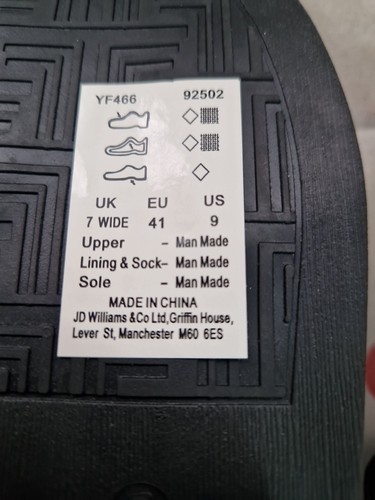 YF466 92502
UK EU US
7 WIDE 41 9
Upper - Man Made
Lining & Sock- Man Made
Sole - Man Made
MADE IN CHINA
JD Williams &Co Ltd,Griffin House,
Lever St, Manchester M60 6ES